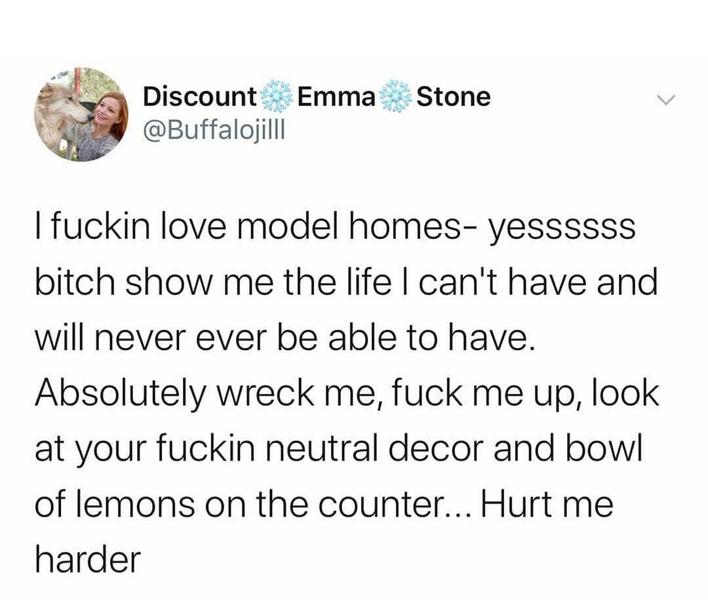 Discount❄️Emma❄️Stone
@Buffalojilll
I fuckin love model homes- yessssss
bitch show me the life I can't have and
will never ever be able to have.
Absolutely wreck me, fuck me up, look
at your fuckin neutral decor and bowl
of lemons on the counter... Hurt me
harder